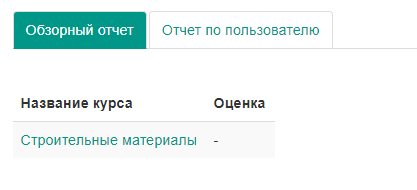 Обзорный отчет Отчет по пользователю
Название курса Оценка
Строительные материалы -